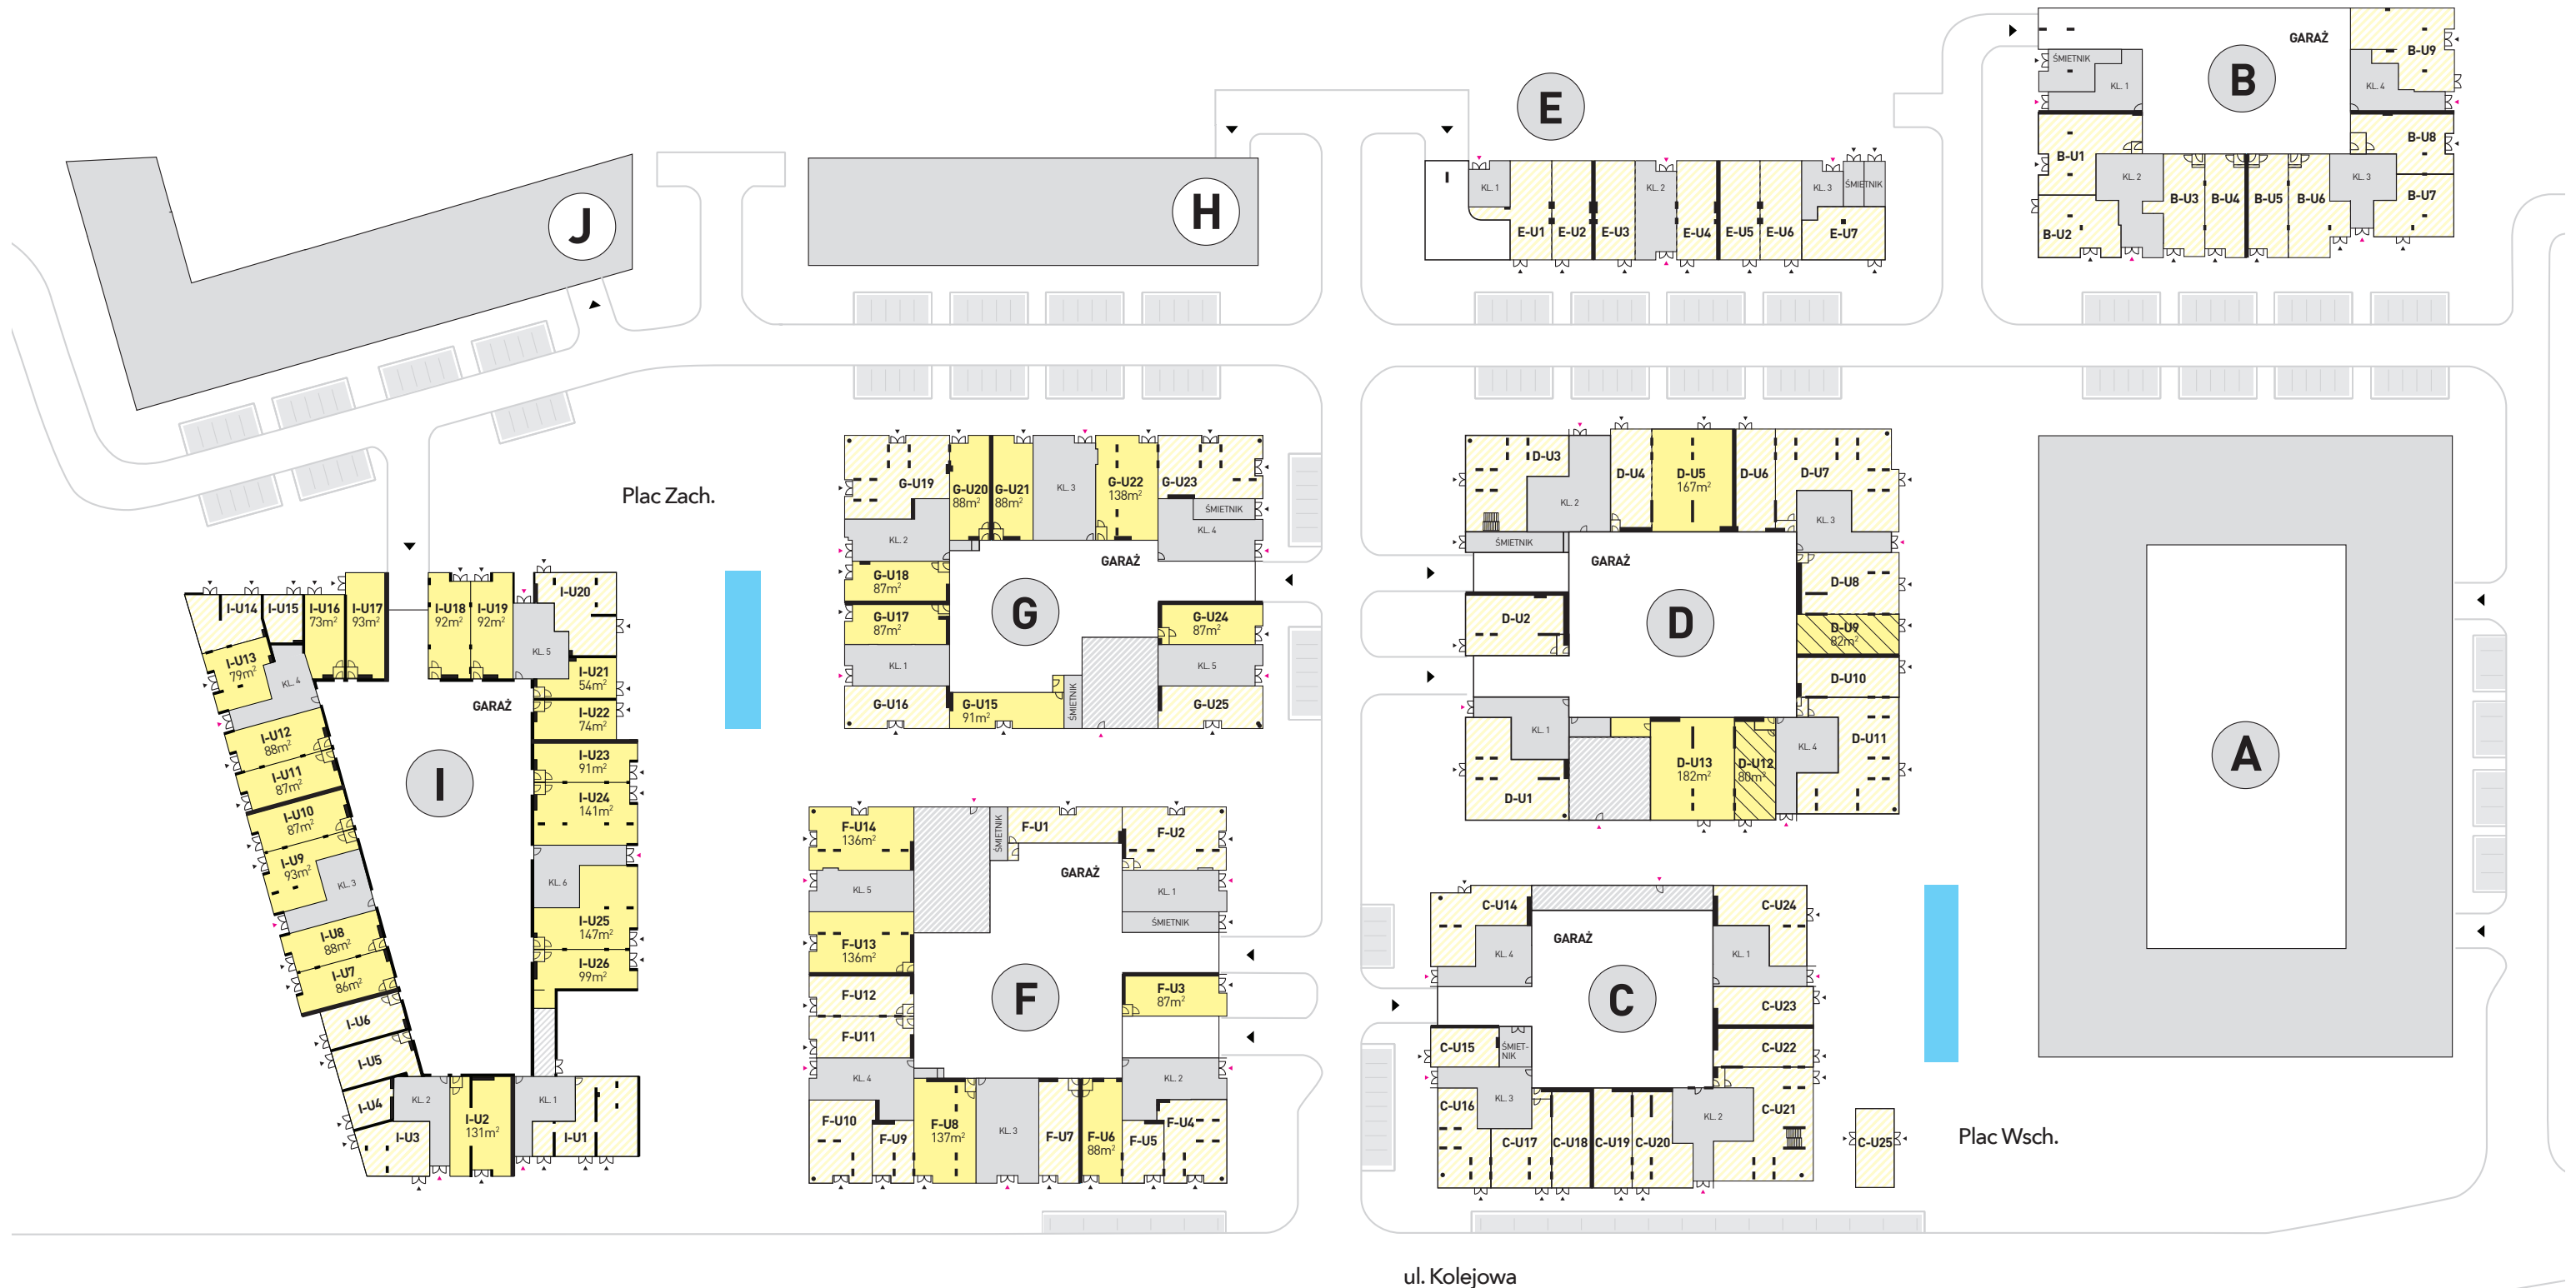 B
GARAŻ
B-U9
ŚMIETNIK
KL. 1
KL. 4
B-U1
B-U8
KL. 2
KL. 3
B-U2
B-U3
B-U4
B-U5
B-U6
B-U7
E
KL. 1
KL. 2
KL. 3
ŚMIETNIK
E-U1
E-U2
E-U3
E-U4
E-U5
E-U6
E-U7
J
H
Plac Zach.
G-U19
G-U20
88m²
G-U21
88m²
KL. 3
G-U22
138m²
G-U23
ŚMIETNIK
KL. 2
KL. 4
GARAŻ
G-U18
87m²
G
G-U17
87m²
G-U24
87m²
KL. 1
KL. 5
G-U16
G-U15
91m²
ŚMIETNIK
G-U25
D-U3
D-U4
D-U5
167m²
D-U6
D-U7
KL. 2
KL. 3
ŚMIETNIK
GARAŻ
D-U8
D-U2
D
D-U9
82m²
D-U10
KL. 1
D-U1
D-U13
182m²
D-U12
80m²
KL. 4
D-U11
A
I-U14
I-U15
I-U16
73m²
I-U17
93m²
I-U18
92m²
I-U19
92m²
I-U20
KL. 5
I-U13
79m²
KL. 4
I-U21
54m²
GARAŻ
I-U22
74m²
I-U12
88m²
I-U23
91m²
I-U11
87m²
I
I-U24
141m²
I-U10
87m²
I-U9
93m²
KL. 3
KL. 6
I-U25
147m²
I-U8
88m²
I-U26
99m²
I-U7
86m²
I-U6
I-U5
I-U4
KL. 2
I-U3
I-U2
131m²
KL. 1
I-U1
F-U14
136m²
ŚMIETNIK
F-U1
F-U2
GARAŻ
KL. 5
KL. 1
ŚMIETNIK
F-U13
136m²
F
F-U12
F-U3
87m²
F-U11
KL. 4
KL. 2
F-U10
F-U9
F-U8
137m²
KL. 3
F-U7
F-U6
88m²
F-U5
F-U4
C-U14
C-U24
GARAŻ
KL. 4
KL. 1
C
C-U23
C-U15
ŚMIET-
NIK
C-U22
C-U16
KL. 3
KL. 2
C-U21
C-U17
C-U18
C-U19
C-U20
C-U25
Plac Wsch.
ul. Kolejowa